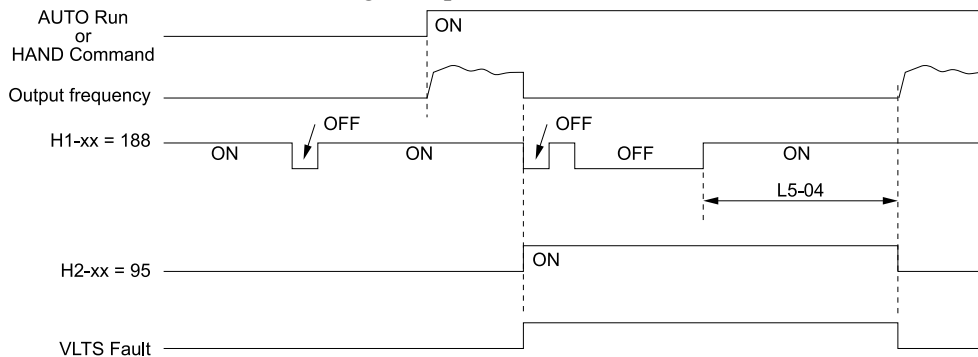 AUTO Run
or
HAND Command
ON
Output frequency
H1-xx = 188
ON
OFF
ON
OFF
OFF
ON
L5-04
H2-xx = 95
ON
VLTS Fault